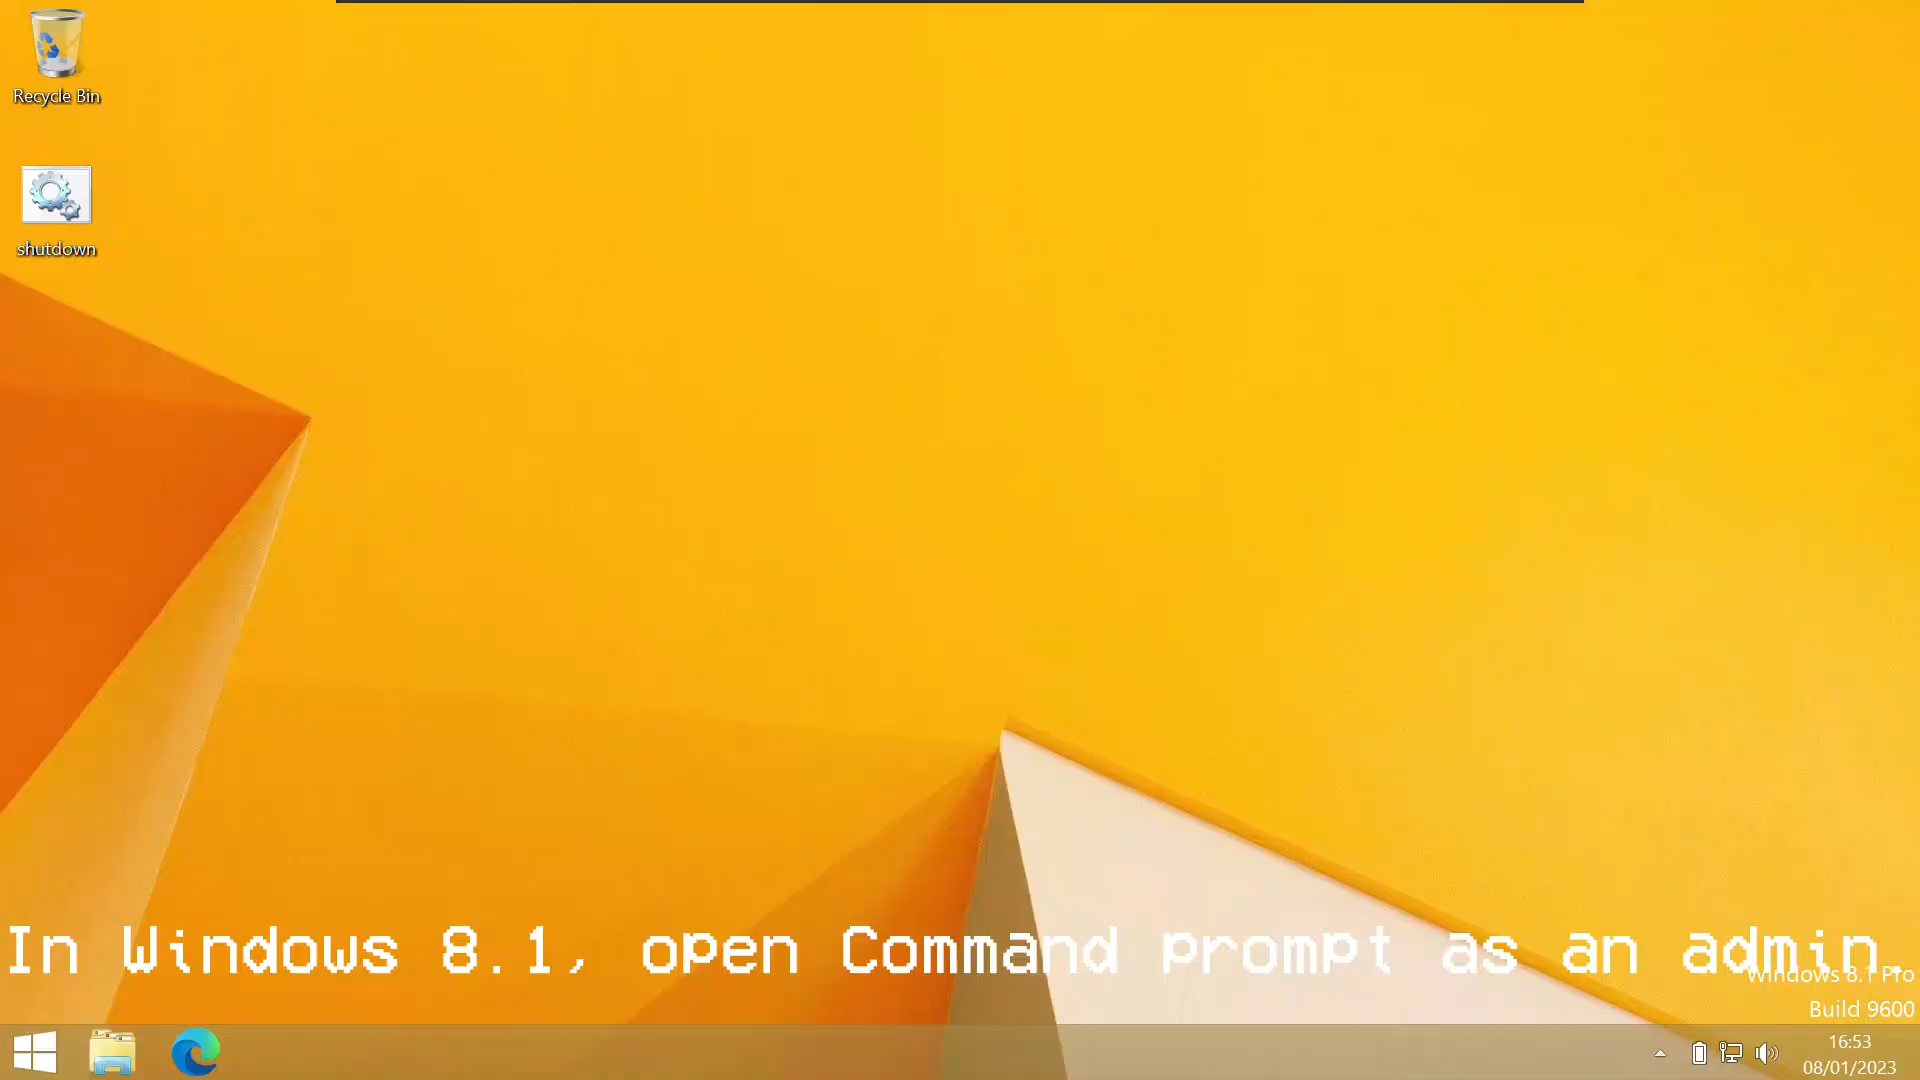 Recycle Bin
shutdown
In Windows 8.1, open Command prompt as an admin.
Windows 8.1 Pro
Build 9600
16:53
08/01/2023